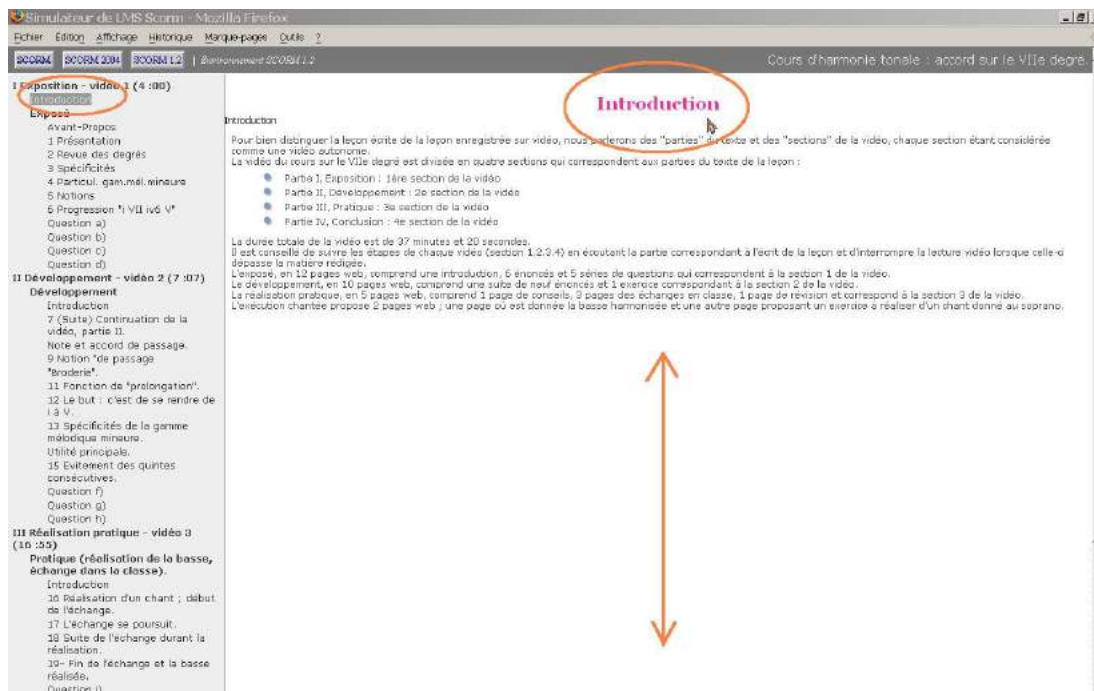 Simulateur de LMS Scorm - Mozilla Firefox
Fichier Édition Affichage Historique Marque-pages Outils ?
SCORM SCORM 2004 SCORM 1.2 | Environnement SCORM 1.2
Cours d'harmonie tonale : accord sur le VIIe degré.
I Exposition - vidéo 1 (4 :00)
Introduction
Exposé
Avant-Propos
1 Présentation
2 Revue des degrés
3 Spécificités
4 Particul. gam.mél.mineure
5 Notions
6 Progression "i VII iv6 V"
Question a)
Question b)
Question c)
Question d)
II Développement - vidéo 2 (7 :07)
Développement
Introduction
7 (Suite) Continuation de la
vidéo, partie II.
Note et accord de passage.
9 Notion "de passage
"Broderie".
11 Fonction de "prolongation".
12 Le but : c'est de se rendre de
i à V.
13 Spécificités de la gamme
mélodique mineure.
Utilité principale.
15 Evitement des quintes
consécutives.
Question f)
Question g)
Question h)
III Réalisation pratique - vidéo 3
(16 :55)
Pratique (réalisation de la basse,
échange dans la classe).
Introduction
16 Réalisation d'un chant ; début
de l'échange.
17 L'échange se poursuit.
18 Suite de l'échange durant la
réalisation.
19- Fin de l'échange et la basse
réalisée.
Question i)
Introduction
Introduction
Pour bien distinguer la leçon écrite de la leçon enregistrée sur vidéo, nous parlerons des "parties" du texte et des "sections" de la vidéo, chaque section étant considérée
comme une vidéo autonome.
La vidéo du cours sur le VIIe degré est divisée en quatre sections qui correspondent aux parties du texte de la leçon :
Partie I, Exposition : 1ère section de la vidéo
Partie II, Développement : 2e section de la vidéo
Partie III, Pratique : 3e section de la vidéo
Partie IV, Conclusion : 4e section de la vidéo
La durée totale de la vidéo est de 37 minutes et 20 secondes.
Il est conseillé de suivre les étapes de chaque vidéo (section 1,2,3,4) en écoutant la partie correspondant à l'écrit de la leçon et d'interrompre la lecture vidéo lorsque celle-ci
dépasse la matière rédigée.
L'exposé, en 12 pages web, comprend une introduction, 6 énoncés et 5 séries de questions qui correspondent à la section 1 de la vidéo.
Le développement, en 10 pages web, comprend une suite de neuf énoncés et 1 exercice correspondant à la section 2 de la vidéo.
La réalisation pratique, en 5 pages web, comprend 1 page de conseils, 3 pages des échanges en classe, 1 page de révision et correspond à la section 3 de la vidéo.
L'exécution chantée propose 2 pages web ; une page où est donnée la basse harmonisée et une autre page proposant un exercice à réaliser d'un chant donné au soprano.